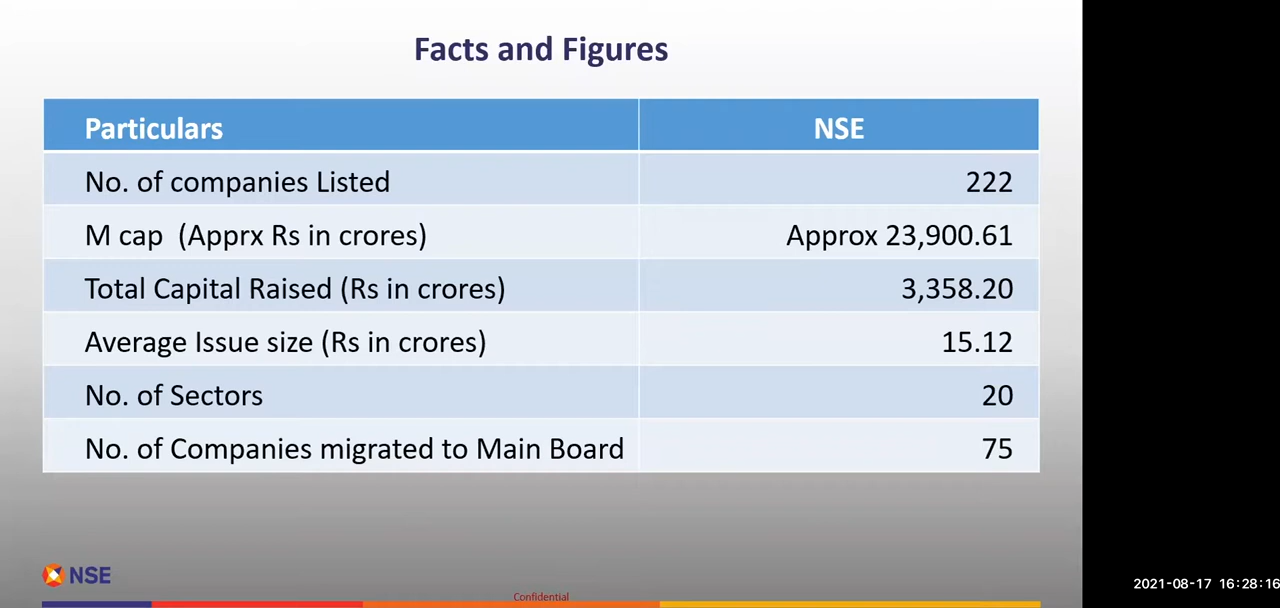 Facts and Figures
Particulars NSE
No. of companies Listed 222
M cap (Apprx Rs in crores) Approx 23,900.61
Total Capital Raised (Rs in crores) 3,358.20
Average Issue size (Rs in crores) 15.12
No. of Sectors 20
No. of Companies migrated to Main Board 75
NSE
2021-08-17 16:28:16
Confidential